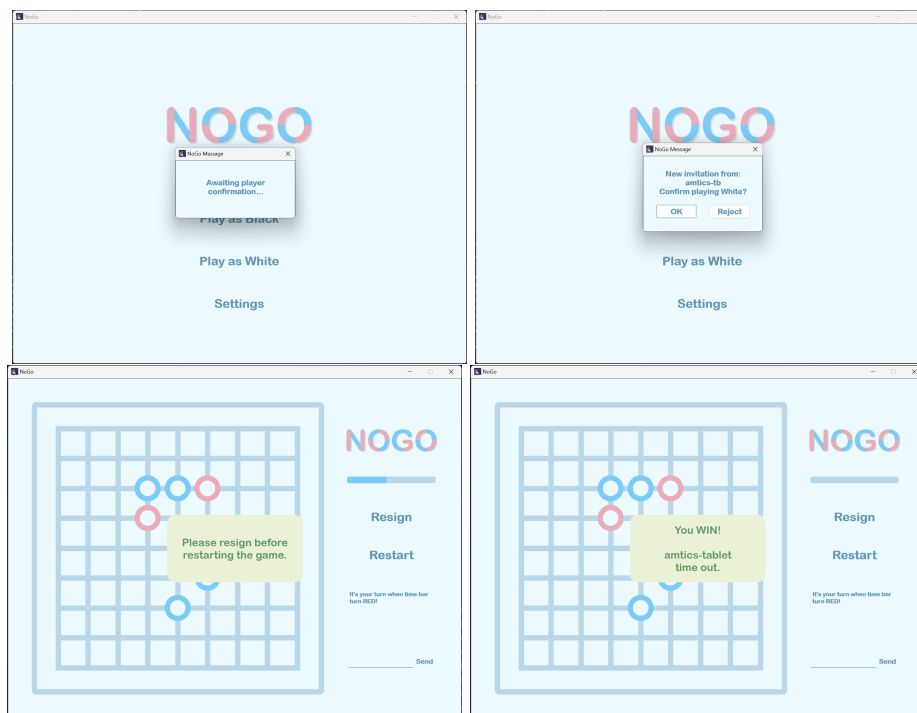 NoGo
NOGO
NoGo Message
Awaiting player
confirmation...
Play as Black
Play as White
Settings
NoGo
NOGO
NoGo Message
New invitation from:
amtics-tb
Confirm playing White?
OK Reject
Play as White
Settings
NoGo
NOGO
Resign
Please resign before
restarting the game.
Restart
It's your turn when time bar
turn RED!
Send
NoGo
NOGO
Resign
You WIN!
amtics-tablet
time out.
Restart
It's your turn when time bar
turn RED!
Send